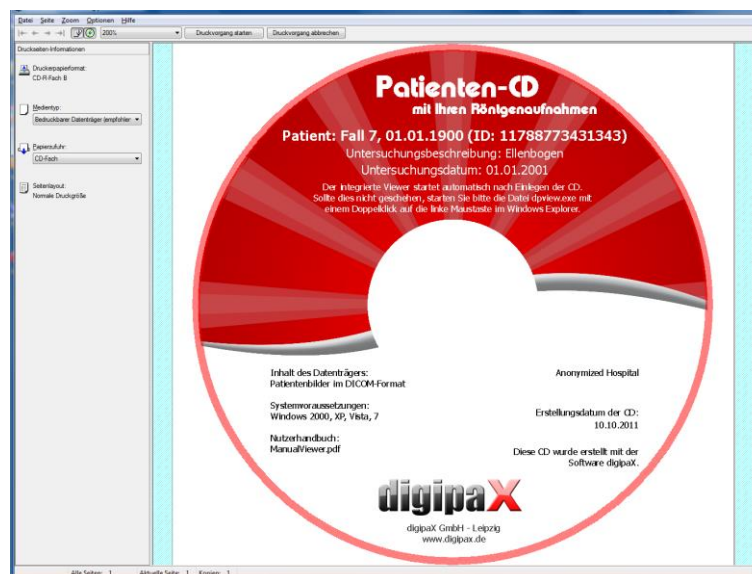 Datei Seite Zoom Optionen Hilfe
200% Druckvorgang starten Druckvorgang abbrechen
Druckseiten-Informationen
Druckerpapierformat:
CD-R-Fach B
Medientyp:
Bedruckbarer Datenträger (empfohlen
Papierzufuhr:
CD-Fach
Seitenlayout:
Normale Druckgröße
Patienten-CD
mit Ihren Röntgenaufnahmen
Patient: Fall 7, 01.01.1900 (ID: 11788773431343)
Untersuchungsbeschreibung: Ellenbogen
Untersuchungsdatum: 01.01.2001
Der integrierte Viewer startet automatisch nach Einlegen der CD.
Sollte dies nicht geschehen, starten Sie bitte die Datei dpview.exe mit
einem Doppelklick auf die linke Maustaste im Windows Explorer.
Inhalt des Datenträgers:
Patientenbilder im DICOM-Format
Systemvoraussetzungen:
Windows 2000, XP, Vista, 7
Nutzerhandbuch:
ManualViewer.pdf
Anonymized Hospital
Erstellungsdatum der CD:
10.10.2011
Diese CD wurde erstellt mit der
Software digipaX.
digipaX
digipaX GmbH - Leipzig
www.digipax.de
Alle Seiten: 1 Aktuelle Seite: 1 Kopien: 1